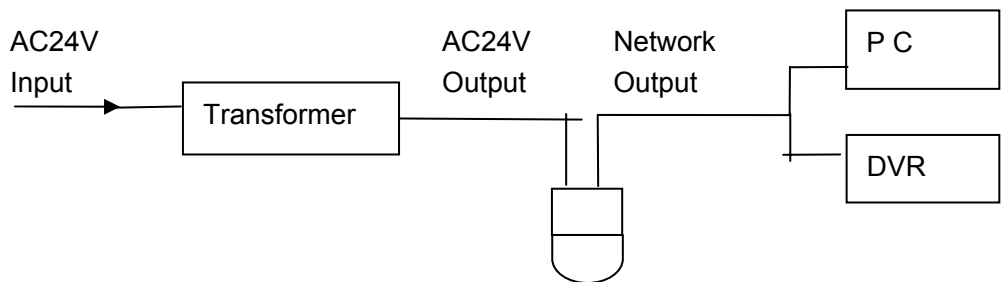 AC24V
Input
Transformer
AC24V
Output
Network
Output
P C
DVR